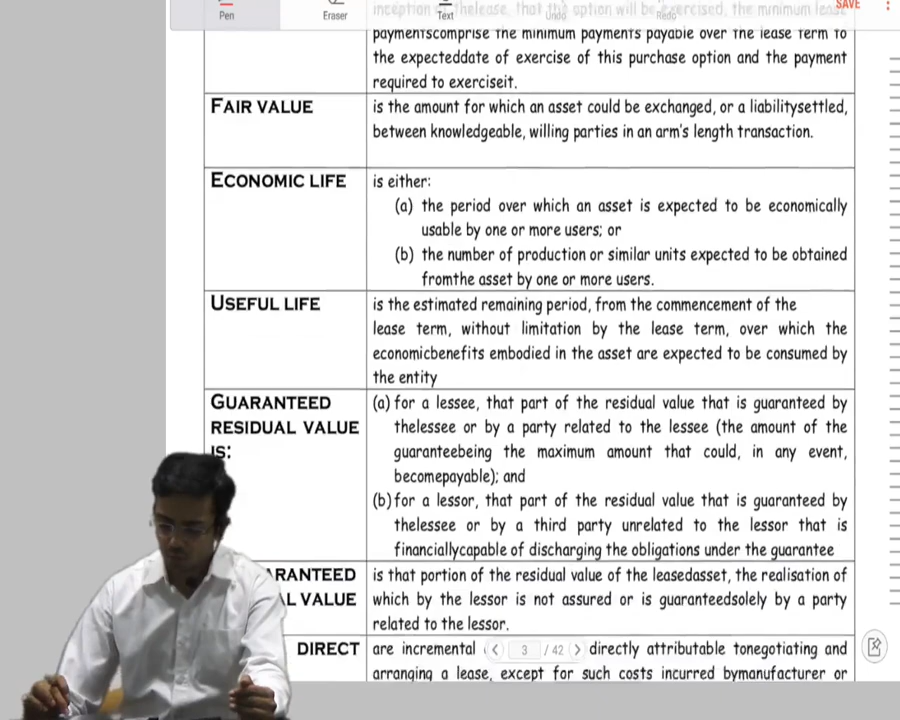 Pen Eraser Text Undo Redo SAVE
inception of thelease, that the option will be exercised, the minimum lease
paymentscomprise the minimum payments payable over the lease term to
the expecteddate of exercise of this purchase option and the payment
required to exerciseit.
FAIR VALUE
is the amount for which an asset could be exchanged, or a liabilitysettled,
between knowledgeable, willing parties in an arm's length transaction.
ECONOMIC LIFE
is either:
(a) the period over which an asset is expected to be economically
usable by one or more users; or
(b) the number of production or similar units expected to be obtained
fromthe asset by one or more users.
USEFUL LIFE
is the estimated remaining period, from the commencement of the
lease term, without limitation by the lease term, over which the
economicbenefits embodied in the asset are expected to be consumed by
the entity
GUARANTEED
RESIDUAL VALUE
IS:
(a) for a lessee, that part of the residual value that is guaranteed by
thelessee or by a party related to the lessee (the amount of the
guaranteebeing the maximum amount that could, in any event,
becomepayable); and
(b) for a lessor, that part of the residual value that is guaranteed by
thelessee or by a third party unrelated to the lessor that is
financiallycapable of discharging the obligations under the guarantee
RANTEED
L VALUE
is that portion of the residual value of the leasedasset, the realisation of
which by the lessor is not assured or is guaranteedsolely by a party
related to the lessor.
DIRECT
are incremental directly attributable tonegotiating and
arranging a lease, except for such costs incurred bymanufacturer or
3 / 42